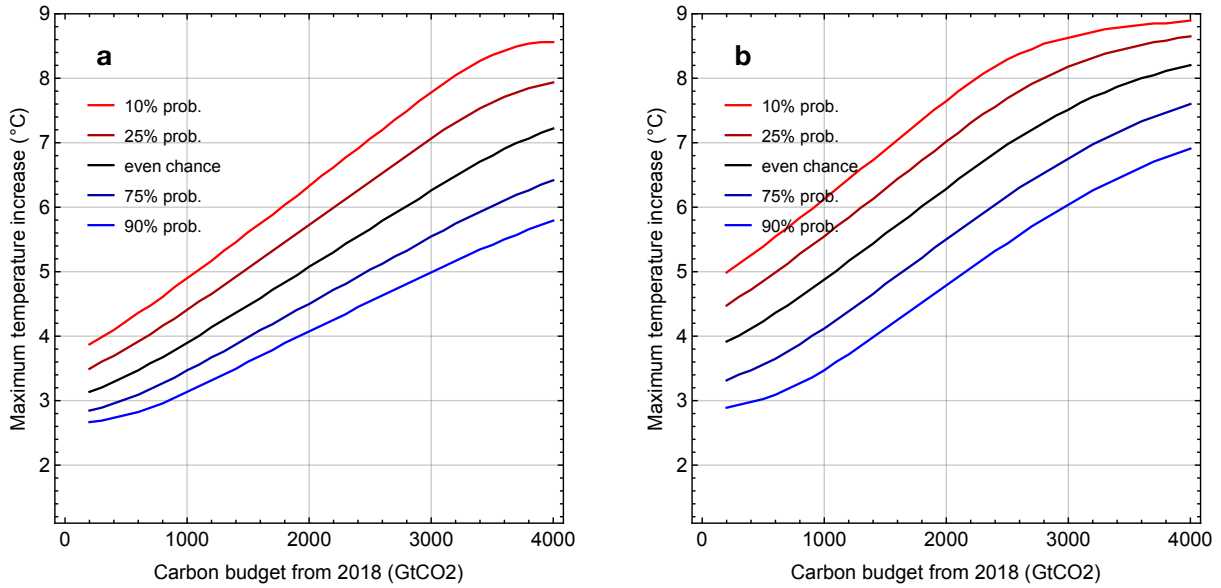 a
10% prob.
25% prob.
even chance
75% prob.
90% prob.
9
8
7
6
5
4
3
2
0
1000
2000
3000
4000
Maximum temperature increase (°C)
Carbon budget from 2018 (GtCO2)
b
10% prob.
25% prob.
even chance
75% prob.
90% prob.
9
8
7
6
5
4
3
2
0
1000
2000
3000
4000
Maximum temperature increase (°C)
Carbon budget from 2018 (GtCO2)